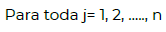 Para toda j= 1, 2, ....., n